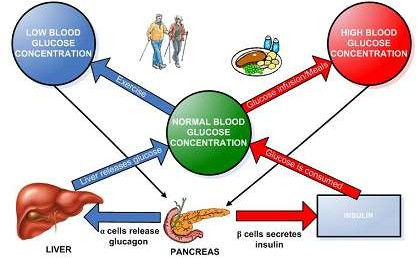 LOW BLOOD
GLUCOSE
CONCENTRATION
HIGH BLOOD
GLUCOSE
CONCENTRATION
Exercise
Glucose infusion/Meals
NORMAL BLOOD
GLUCOSE
CONCENTRATION
Liver releases glucose
Glucose is consumed
INSULIN
α cells release
glucagon
β cells secretes
insulin
LIVER
PANCREAS